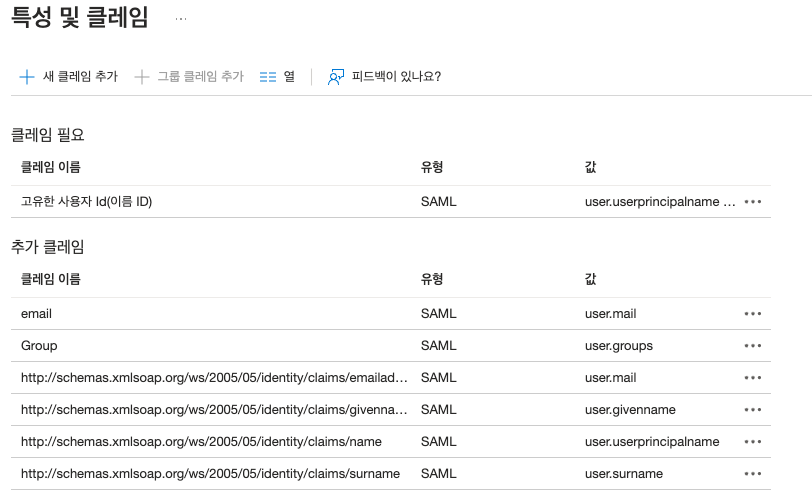 특성 및 클레임 ...
새 클레임 추가 그룹 클레임 추가 열 피드백이 있나요?
클레임 필요
클레임 이름 유형 값
고유한 사용자 Id(이름 ID) SAML user.userprincipalname ...
추가 클레임
클레임 이름 유형 값
email SAML user.mail
Group SAML user.groups
http://schemas.xmlsoap.org/ws/2005/05/identity/claims/emailad... SAML user.mail
http://schemas.xmlsoap.org/ws/2005/05/identity/claims/givenna... SAML user.givenname
http://schemas.xmlsoap.org/ws/2005/05/identity/claims/name SAML user.userprincipalname
http://schemas.xmlsoap.org/ws/2005/05/identity/claims/surname SAML user.surname